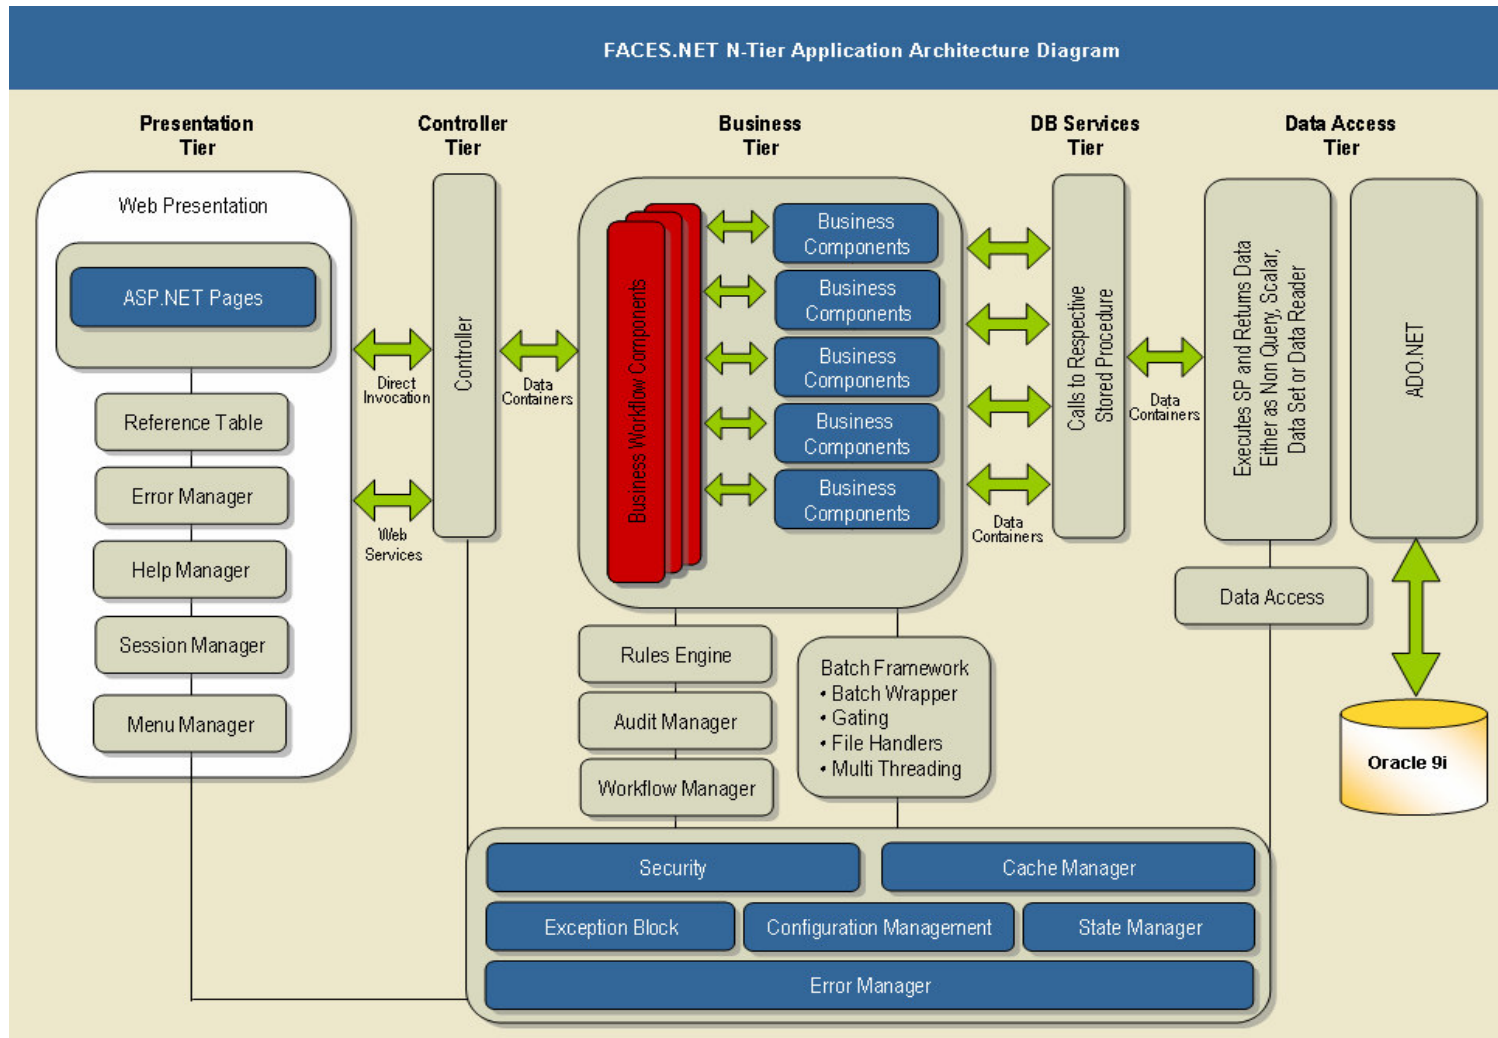 FACES.NET N-Tier Application Architecture Diagram
Presentation
Tier
Controller
Tier
Business
Tier
DB Services
Tier
Data Access
Tier
Web Presentation
ASP.NET Pages
Reference Table
Error Manager
Help Manager
Session Manager
Menu Manager
Direct
Invocation
Web
Services
Controller
Data
Containers
Business Workflow Components
Business
Components
Business
Components
Business
Components
Business
Components
Business
Components
Data
Containers
Calls to Respective
Stored Procedure
Data
Containers
Executes SP and Returns Data
Either as Non Query, Scalar,
Data Set or Data Reader
ADO.NET
Data Access
Oracle 9i
Rules Engine
Audit Manager
Workflow Manager
Batch Framework
• Batch Wrapper
• Gating
• File Handlers
• Multi Threading
Security
Cache Manager
Exception Block
Configuration Management
State Manager
Error Manager